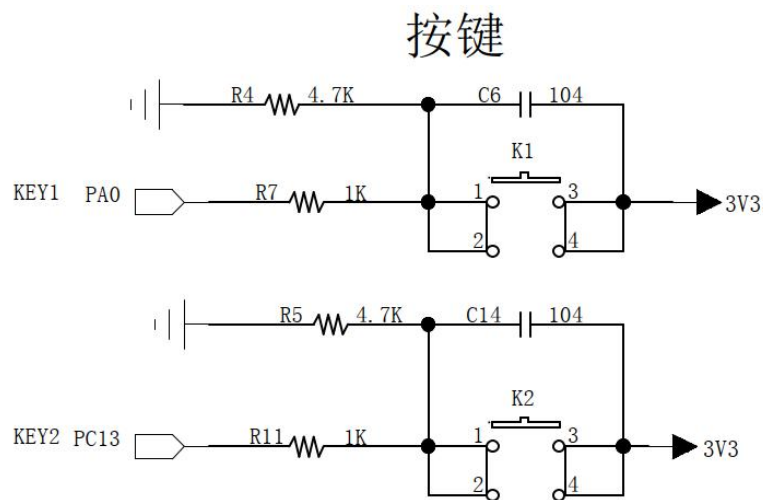 按键
R4 4.7K C6 104
K1
KEY1 PA0 R7 1K 1 3 3V3
2 4
R5 4.7K C14 104
K2
KEY2 PC13 R11 1K 1 3 3V3
2 4